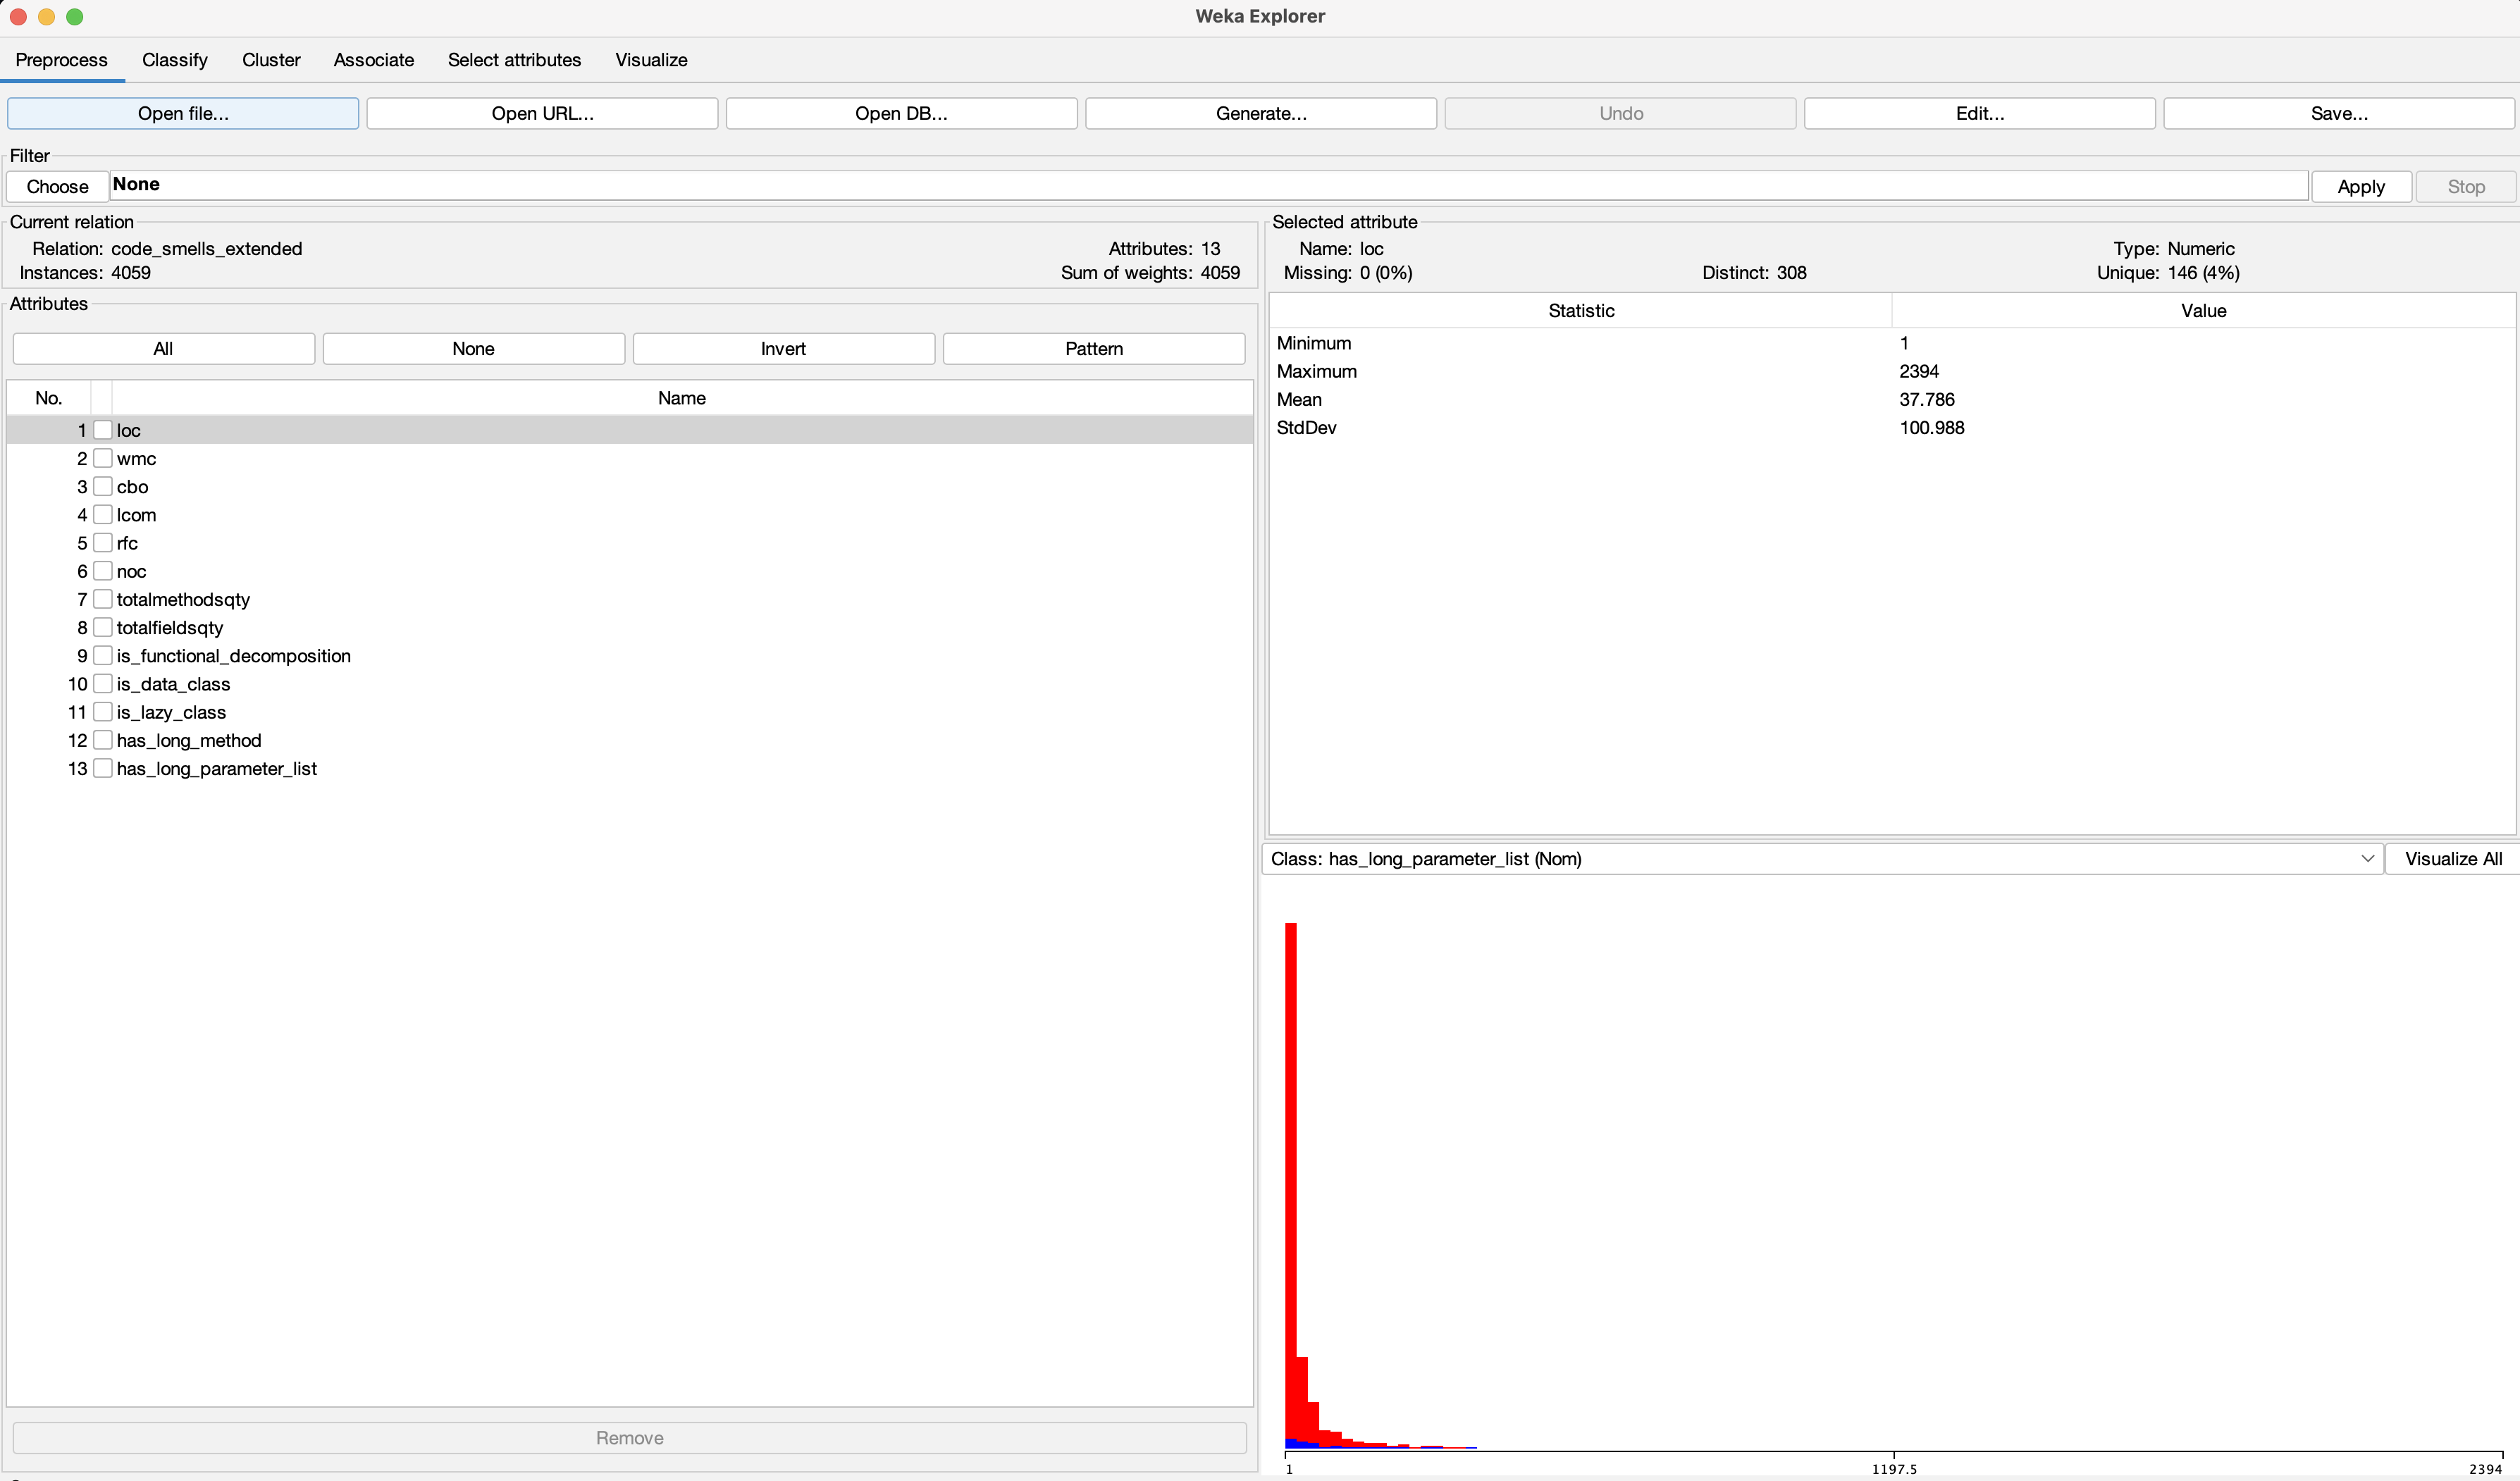 Weka Explorer
Preprocess Classify Cluster Associate Select attributes Visualize
Open file... Open URL... Open DB... Generate... Undo Edit... Save...
Filter
Choose None Apply Stop
Current relation
Relation: code_smells_extended Attributes: 13
Instances: 4059 Sum of weights: 4059
Attributes
All None Invert Pattern
No. Name
1 loc
2 wmc
3 cbo
4 lcom
5 rfc
6 noc
7 totalmethodsqty
8 totalfieldsqty
9 is_functional_decomposition
10 is_data_class
11 is_lazy_class
12 has_long_method
13 has_long_parameter_list
Remove
Selected attribute
Name: loc Type: Numeric
Missing: 0 (0%) Distinct: 308 Unique: 146 (4%)
Statistic Value
Minimum 1
Maximum 2394
Mean 37.786
StdDev 100.988
Class: has_long_parameter_list (Nom) Visualize All
1 1197.5 2394